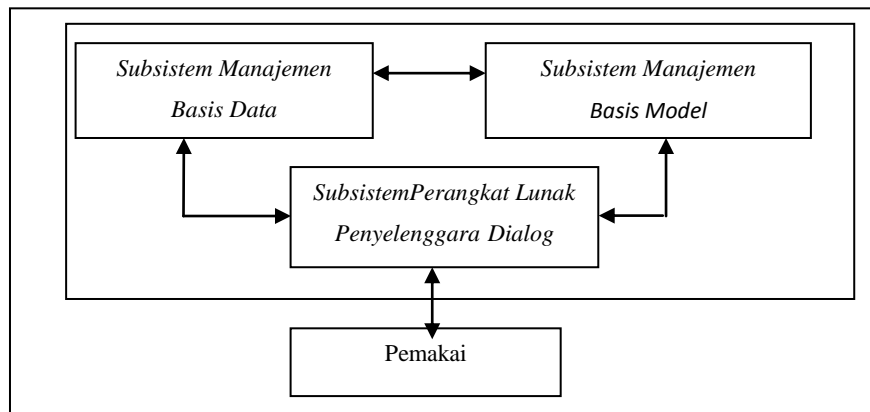 Subsistem Manajemen
Basis Data
Subsistem Manajemen
Basis Model
SubsistemPerangkat Lunak
Penyelenggara Dialog
Pemakai